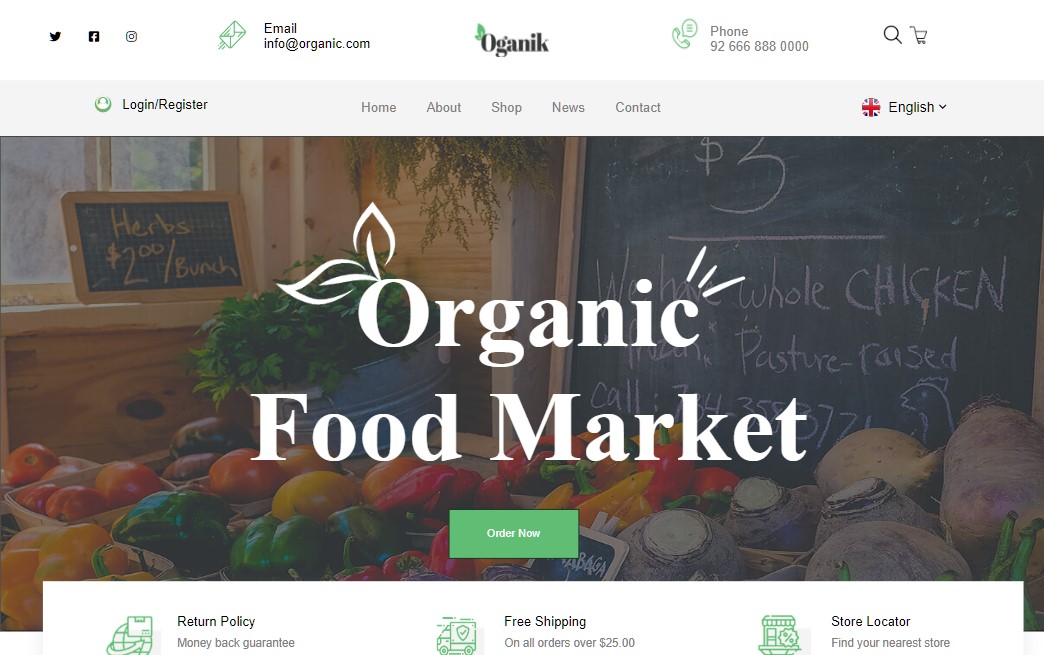 Email
info@organic.com
Oganik
Phone
92 666 888 0000
Login/Register
Home
About
Shop
News
Contact
English
$3
Herbs
$2.00/
Bunch
whole CHICKEN
Pasture-raised
call:
Organic
Food Market
Order Now
Return Policy
Money back guarantee
Free Shipping
On all orders over $25.00
Store Locator
Find your nearest store